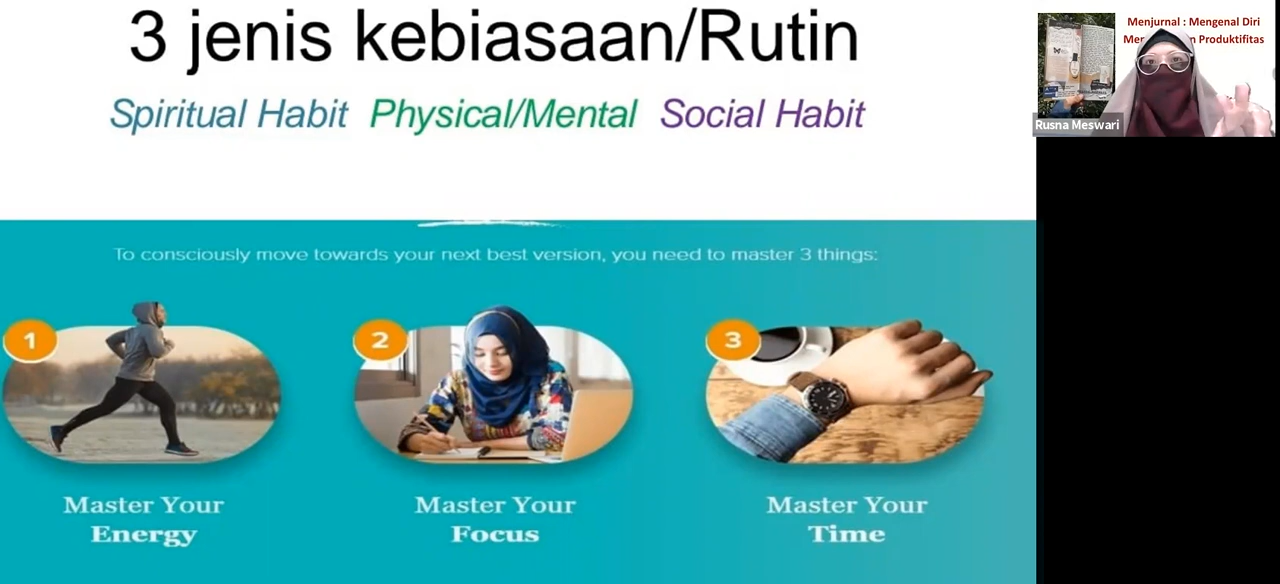 3 jenis kebiasaan/Rutin
Spiritual Habit Physical/Mental Social Habit
To consciously move towards your next best version, you need to master 3 things:
1
Master Your
Energy
2
Master Your
Focus
3
Master Your
Time
Menjurnal : Mengenal Diri
Produktifitas
Rusna Meswari